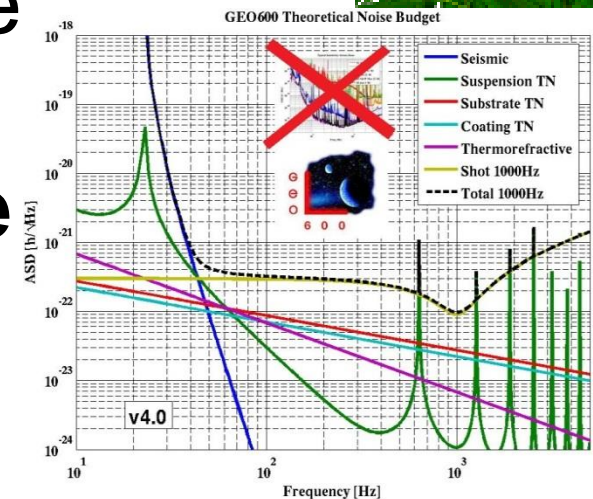 e
e
GEO600 Theoretical Noise Budget
ASD [h/√Hz]
10 -18
10 -19
10 -20
10 -21
10 -22
10 -23
10 -24
Seismic
Suspension TN
Substrate TN
Coating TN
Thermorefractive
Shot 1000Hz
Total 1000Hz
G
E
O
6 0 0
v4.0
10 1
10 2
10 3
Frequency [Hz]